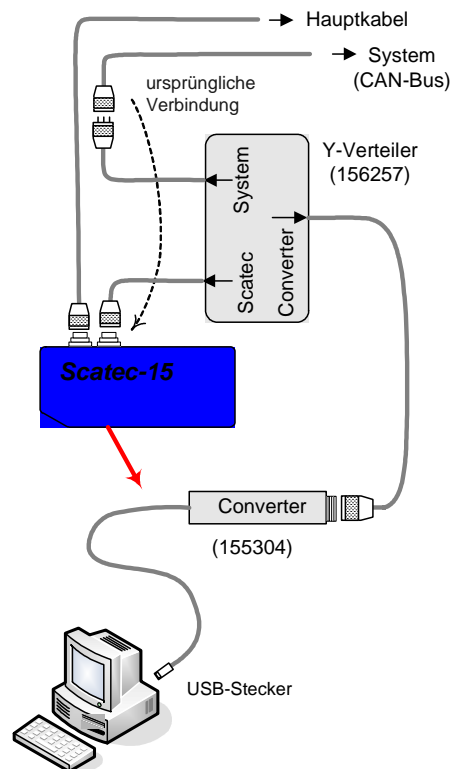 Hauptkabel
System
(CAN-Bus)
ursprüngliche
Verbindung
Y-Verteiler
(156257)
System
Scatec
Converter
Scatec-15
Converter
(155304)
USB-Stecker